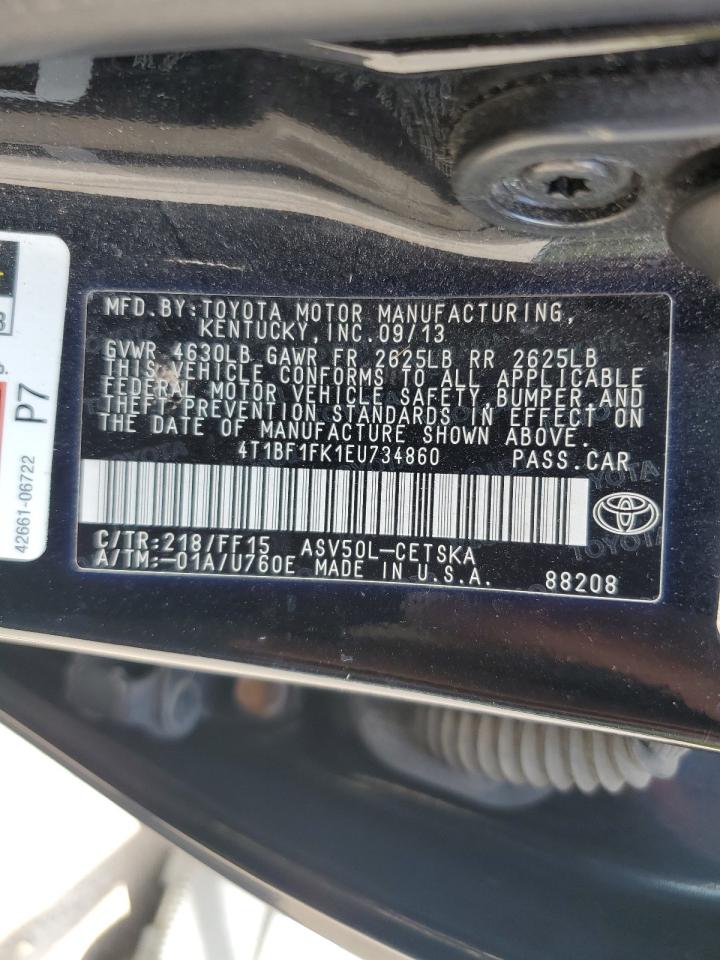 MFD.BY:TOYOTA MOTOR MANUFACTURING,
KENTUCKY,INC.09/13
GVWR 4630LB GAWR FR 2625LB RR 2625LB
THIS VEHICLE CONFORMS TO ALL APPLICABLE
FEDERAL MOTOR VEHICLE SAFETY,BUMPER,AND
THEFT PREVENTION STANDARDS IN EFFECT ON
THE DATE OF MANUFACTURE SHOWN ABOVE.
4T1BF1FK1EU734860 PASS.CAR
C/TR:218/FF15 ASV50L-CETSKA
A/TM:-01A/U760E MADE IN U.S.A. 88208
P7
42661-06722